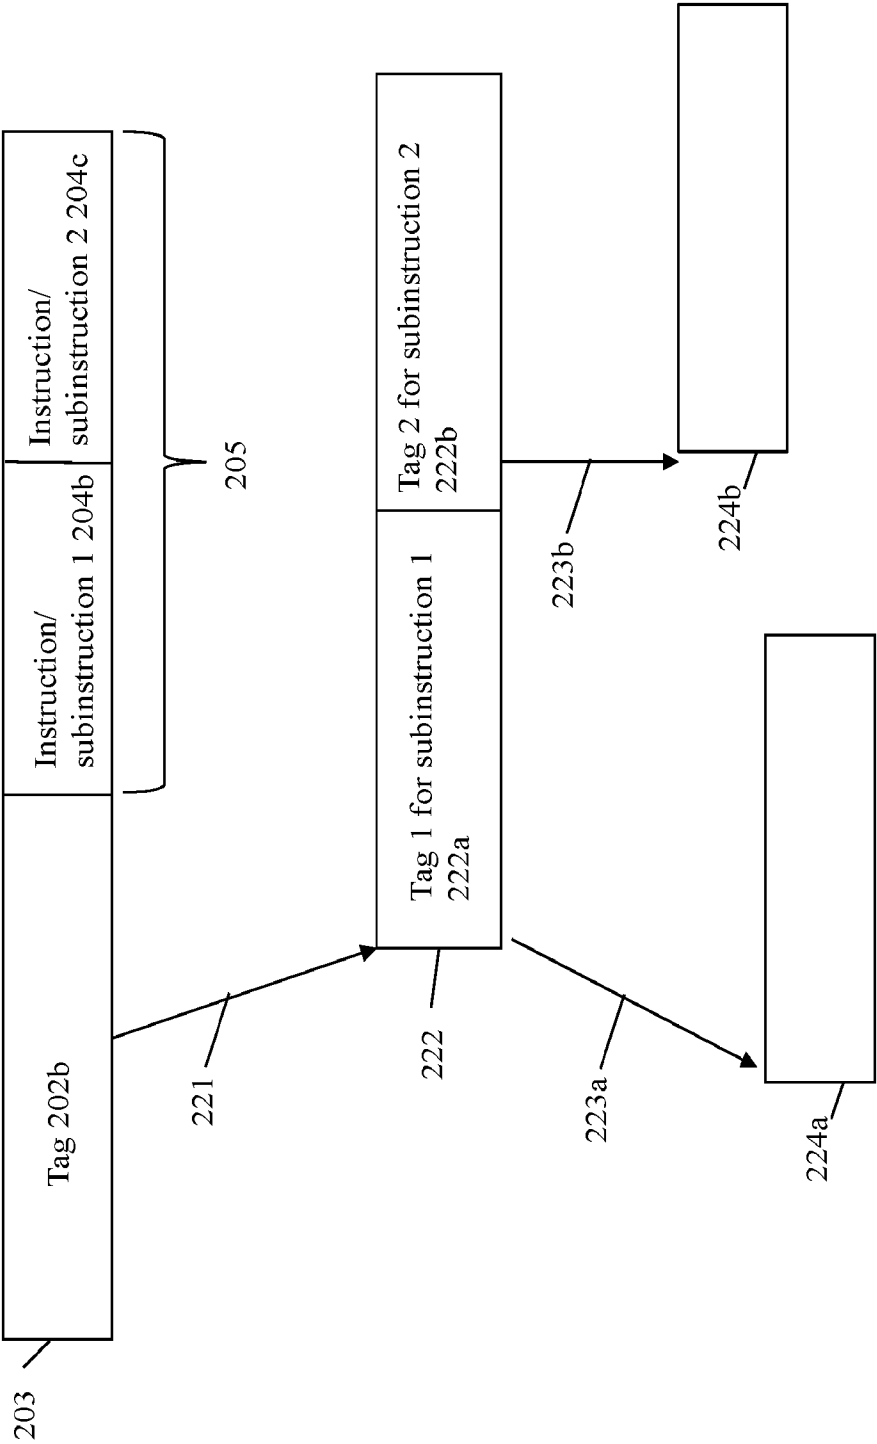 203
Tag 202b
Instruction/
subinstruction 1 204b
Instruction/
subinstruction 2 204c
205
221
222
Tag 1 for subinstruction 1
222a
Tag 2 for subinstruction 2
222b
223a
223b
224a
224b